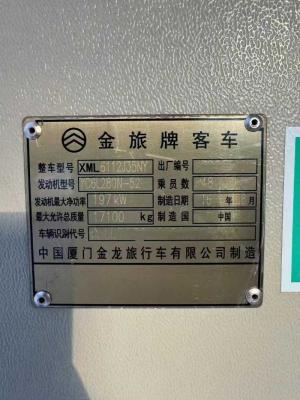 金旅牌客车
整车型号 XML6112J35NY 出厂编号
发动机型号 YC6G280N-52 乘员数
发动机最大净功率 197kW 制造日期 15 年 月
最大允许总质量 17100 kg 制造国 中国
车辆识别代号
中国厦门金龙旅行车有限公司制造